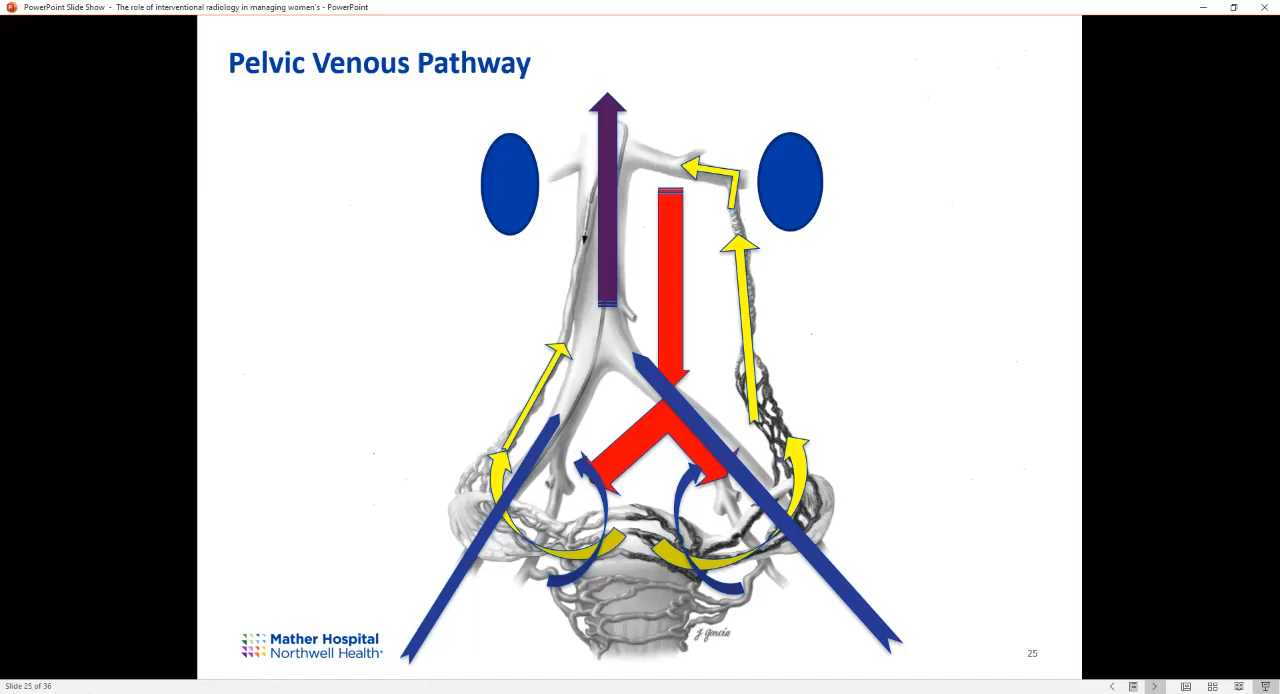 PowerPoint Slide Show - The role of interventional radiology in managing women's - PowerPoint
Pelvic Venous Pathway
J Garcia
Mather Hospital
Northwell Health®
25
Slide 25 of 36